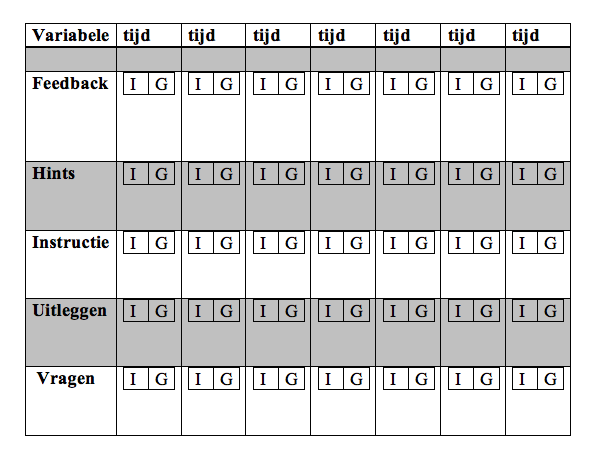 Variabele tijd tijd tijd tijd tijd tijd tijd
Feedback I G I G I G I G I G I G I G
Hints I G I G I G I G I G I G I G
Instructie I G I G I G I G I G I G I G
Uitleggen I G I G I G I G I G I G I G
Vragen I G I G I G I G I G I G I G